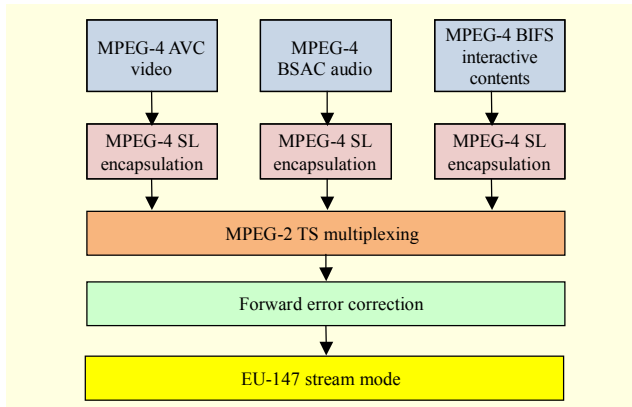 MPEG-4 AVC
video
MPEG-4
BSAC audio
MPEG-4 BIFS
interactive
contents
MPEG-4 SL
encapsulation
MPEG-4 SL
encapsulation
MPEG-4 SL
encapsulation
MPEG-2 TS multiplexing
Forward error correction
EU-147 stream mode